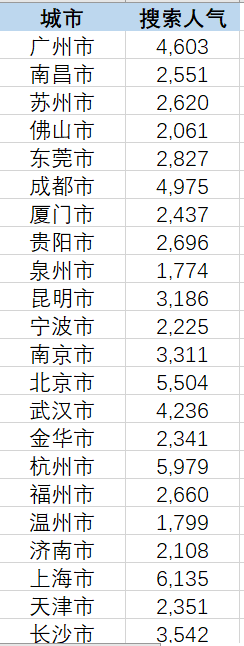 城市 搜索人气
广州市 4,603
南昌市 2,551
苏州市 2,620
佛山市 2,061
东莞市 2,827
成都市 4,975
厦门市 2,437
贵阳市 2,696
泉州市 1,774
昆明市 3,186
宁波市 2,225
南京市 3,311
北京市 5,504
武汉市 4,236
金华市 2,341
杭州市 5,979
福州市 2,660
温州市 1,799
济南市 2,108
上海市 6,135
天津市 2,351
长沙市 3,542